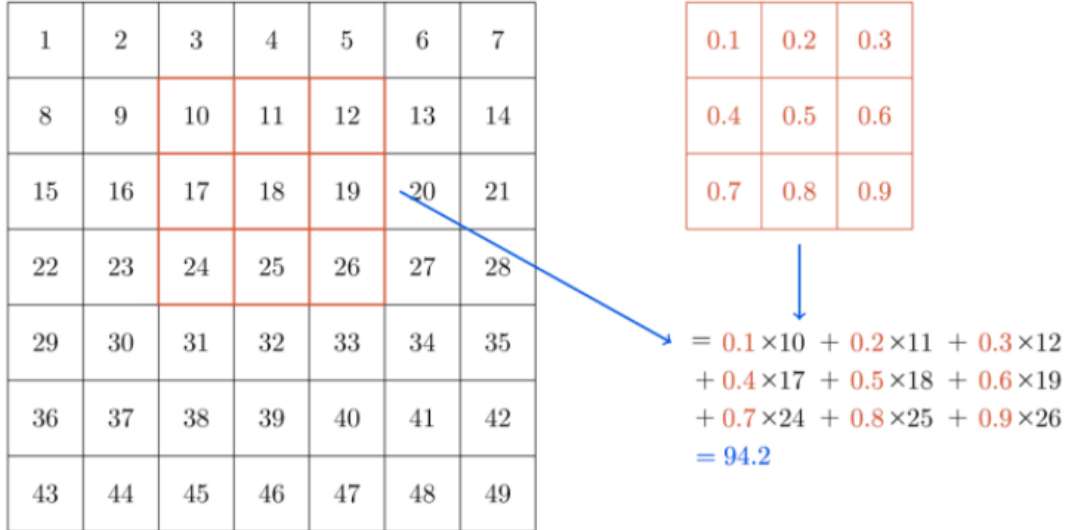 1 2 3 4 5 6 7
8 9 10 11 12 13 14
15 16 17 18 19 20 21
22 23 24 25 26 27 28
29 30 31 32 33 34 35
36 37 38 39 40 41 42
43 44 45 46 47 48 49
0.1 0.2 0.3
0.4 0.5 0.6
0.7 0.8 0.9
= 0.1×10 + 0.2×11 + 0.3×12
+ 0.4×17 + 0.5×18 + 0.6×19
+ 0.7×24 + 0.8×25 + 0.9×26
= 94.2